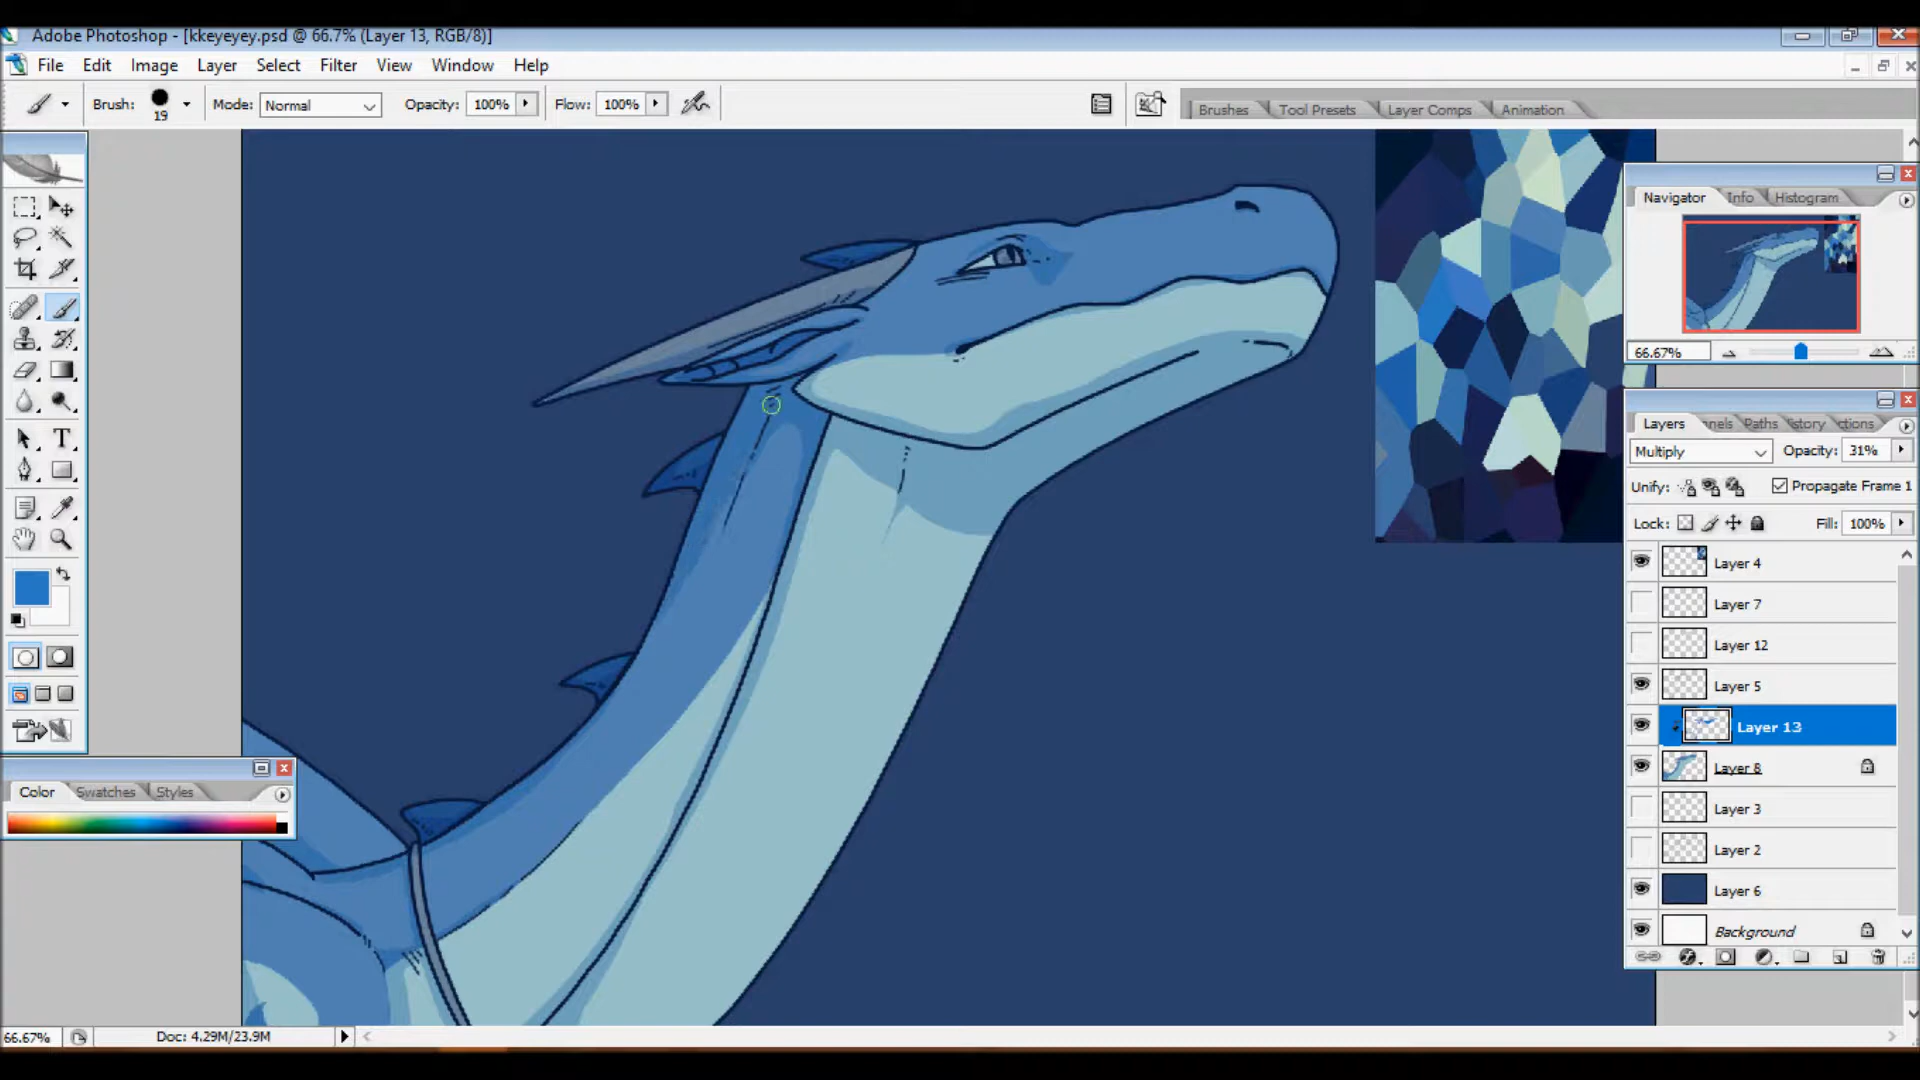 Adobe Photoshop - [kkeyeyey.psd @ 66.7% (Layer 13, RGB/8)]
File Edit Image Layer Select Filter View Window Help
Brush: 19 Mode: Normal Opacity: 100% Flow: 100%
Brushes Tool Presets Layer Comps Animation
Navigator Info Histogram
66.67%
Layers nnels Paths istory ctions
Multiply Opacity: 31%
Unify: Propagate Frame 1
Lock: Fill: 100%
Layer 4
Layer 7
Layer 12
Layer 5
Layer 13
Layer 8
Layer 3
Layer 2
Layer 6
Background
Color Swatches Styles
66.67% Doc: 4.29M/23.9M